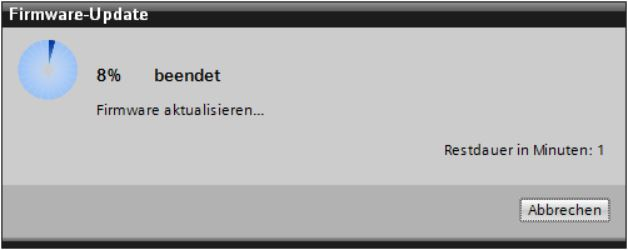 Firmware-Update
8% beendet
Firmware aktualisieren...
Restdauer in Minuten: 1
Abbrechen